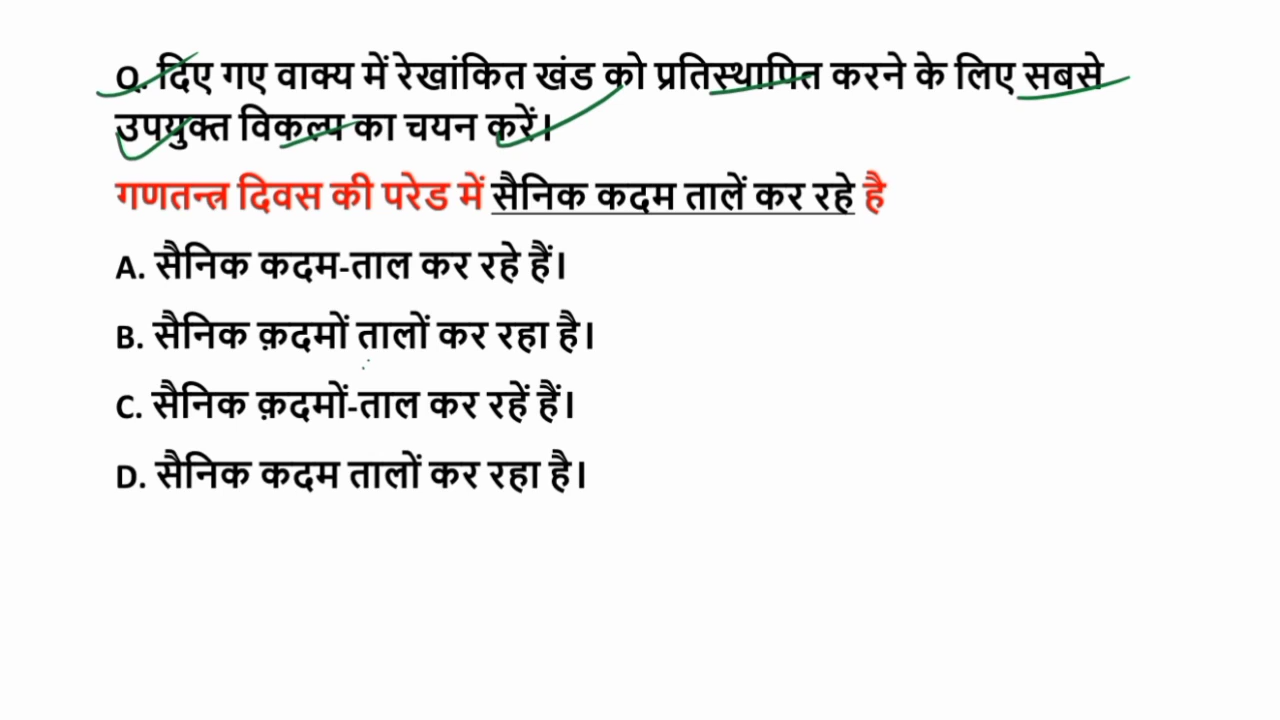 Q. दिए गए वाक्य में रेखांकित खंड को प्रतिस्थापित करने के लिए सबसे
उपयुक्त विकल्प का चयन करें।
गणतन्त्र दिवस की परेड में सैनिक कदम तालें कर रहे है
A. सैनिक कदम-ताल कर रहे हैं।
B. सैनिक क़दमों तालों कर रहा है।
C. सैनिक क़दमों-ताल कर रहें हैं।
D. सैनिक कदम तालों कर रहा है।